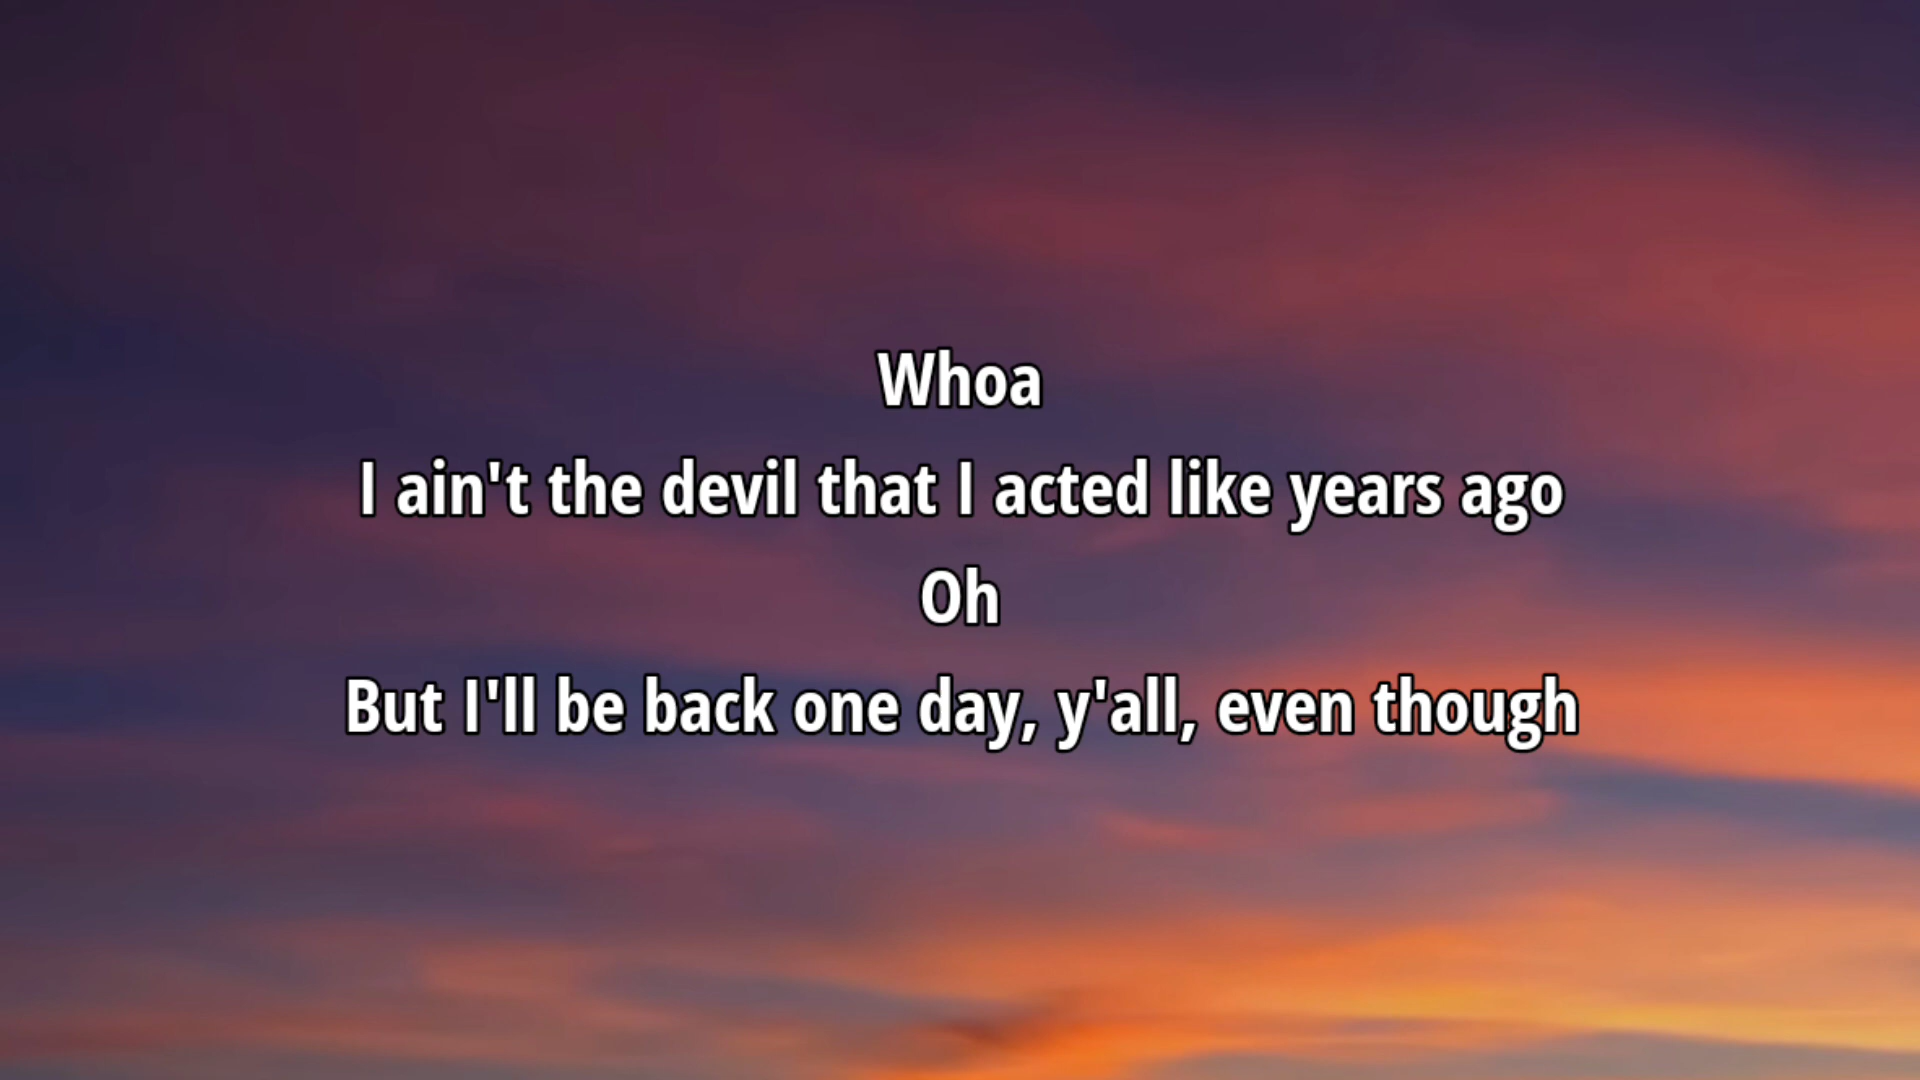 Whoa
I ain't the devil that I acted like years ago
Oh
But I'll be back one day, y'all, even though